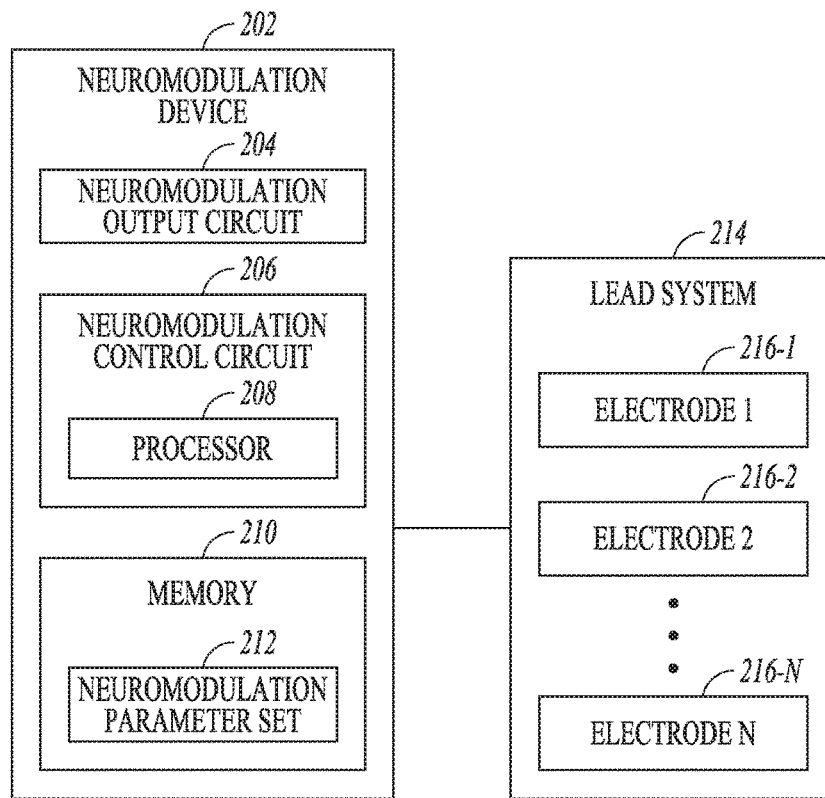 202
NEUROMODULATION
DEVICE
204
NEUROMODULATION
OUTPUT CIRCUIT
206
NEUROMODULATION
CONTROL CIRCUIT
208
PROCESSOR
210
MEMORY
212
NEUROMODULATION
PARAMETER SET
214
LEAD SYSTEM
216-1
ELECTRODE 1
216-2
ELECTRODE 2
216-N
ELECTRODE N